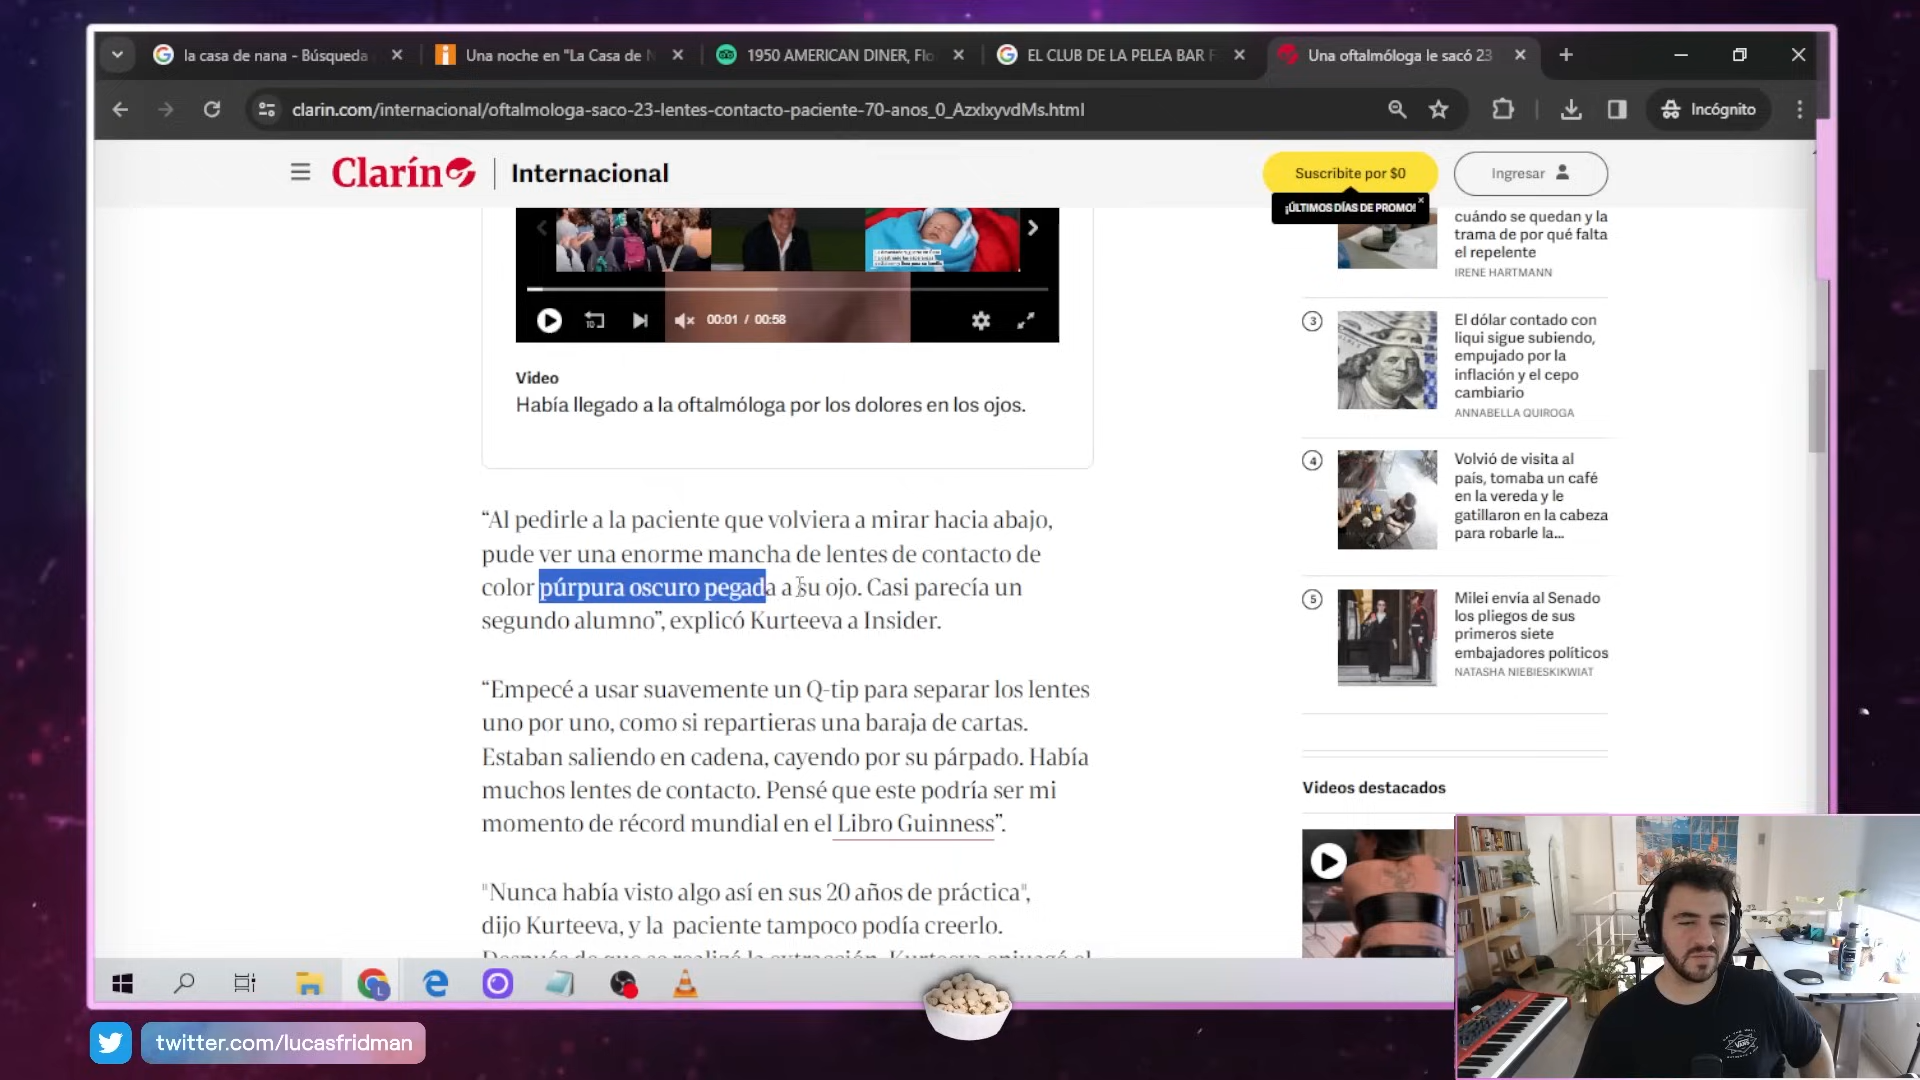 la casa de nana - Búsqueda
Una noche en "La Casa de N
1950 AMERICAN DINER, Flo
EL CLUB DE LA PELEA BAR F
Una oftalmóloga le sacó 23
clarin.com/internacional/oftalmologa-saco-23-lentes-contacto-paciente-70-anos_0_AzxIxyvdMs.html
Incógnito
Clarín
Internacional
Suscribite por $0
¡ÚLTIMOS DÍAS DE PROMO!
Ingresar
00:01 / 00:58
Video
Había llegado a la oftalmóloga por los dolores en los ojos.
“Al pedirle a la paciente que volviera a mirar hacia abajo,
pude ver una enorme mancha de lentes de contacto de
color púrpura oscuro pegada a su ojo. Casi parecía un
segundo alumno”, explicó Kurteeva a Insider.
“Empecé a usar suavemente un Q-tip para separar los lentes
uno por uno, como si repartieras una baraja de cartas.
Estaban saliendo en cadena, cayendo por su párpado. Había
muchos lentes de contacto. Pensé que este podría ser mi
momento de récord mundial en el Libro Guinness”.
"Nunca había visto algo así en sus 20 años de práctica",
dijo Kurteeva, y la paciente tampoco podía creerlo.
Después de que se realizó la extracción, Kurteeva enjuagó el
cuándo se quedan y la
trama de por qué falta
el repelente
IRENE HARTMANN
3
El dólar contado con
liqui sigue subiendo,
empujado por la
inflación y el cepo
cambiario
ANNABELLA QUIROGA
4
Volvió de visita al
país, tomaba un café
en la vereda y le
gatillaron en la cabeza
para robarle la...
5
Milei envía al Senado
los pliegos de sus
primeros siete
embajadores políticos
NATASHA NIEBIESKIKWIAT
Videos destacados
twitter.com/lucasfridman
VANS